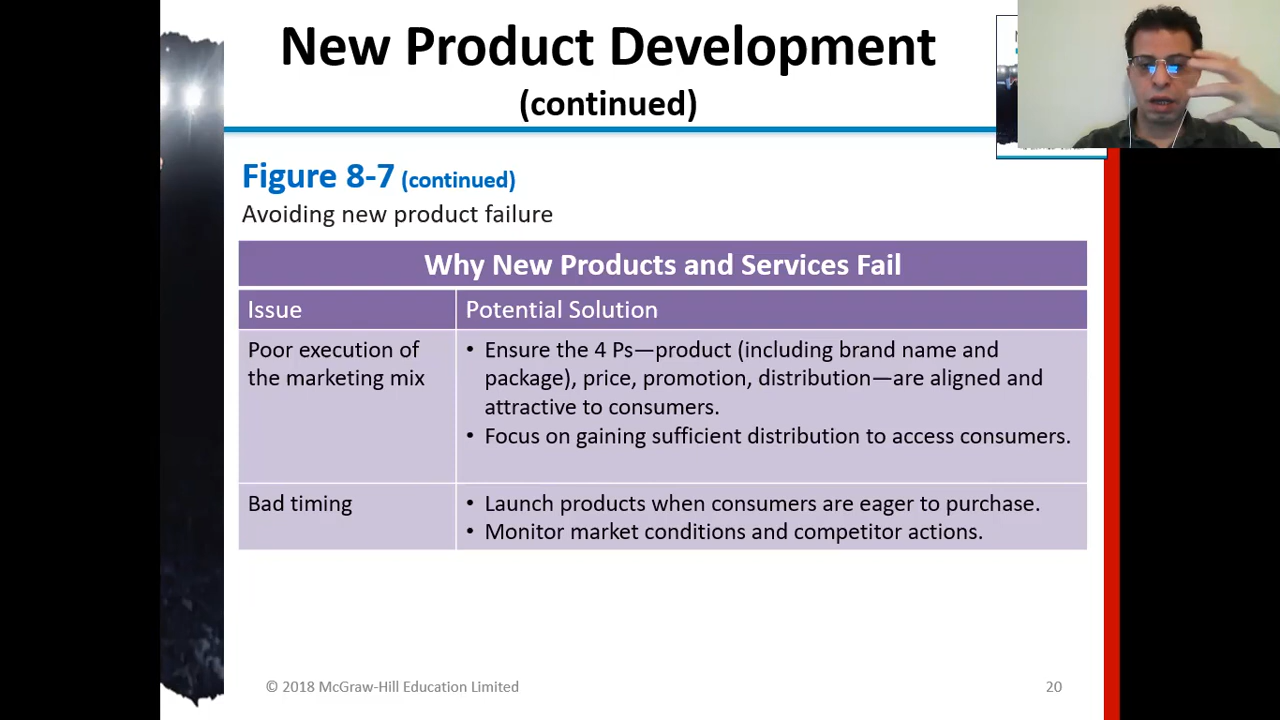 New Product Development
(continued)
Figure 8-7 (continued)
Avoiding new product failure
Why New Products and Services Fail
Issue
Potential Solution
Poor execution of
the marketing mix
• Ensure the 4 Ps—product (including brand name and
package), price, promotion, distribution—are aligned and
attractive to consumers.
• Focus on gaining sufficient distribution to access consumers.
Bad timing
• Launch products when consumers are eager to purchase.
• Monitor market conditions and competitor actions.
© 2018 McGraw-Hill Education Limited
20